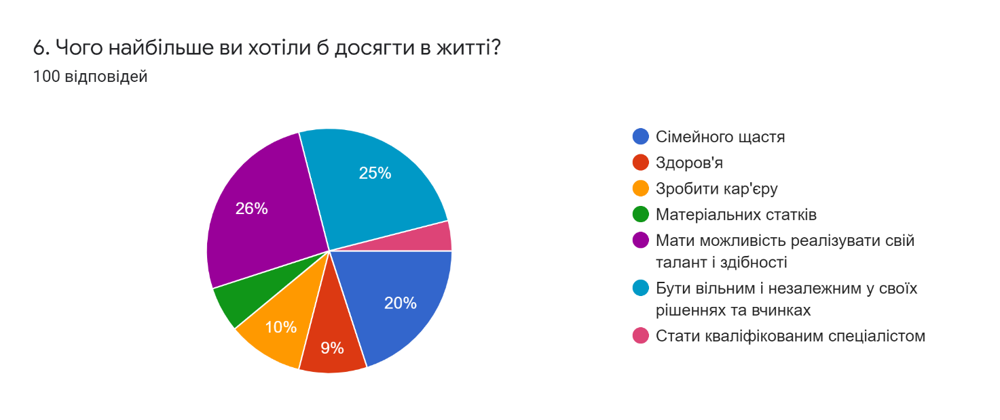 6. Чого найбільше ви хотіли б досягти в житті?
100 відповідей
25%
26%
20%
10%
9%
Сімейного щастя
Здоров'я
Зробити кар'єру
Матеріальних статків
Мати можливість реалізувати свій
талант і здібності
Бути вільним і незалежним у своїх
рішеннях та вчинках
Стати кваліфікованим спеціалістом